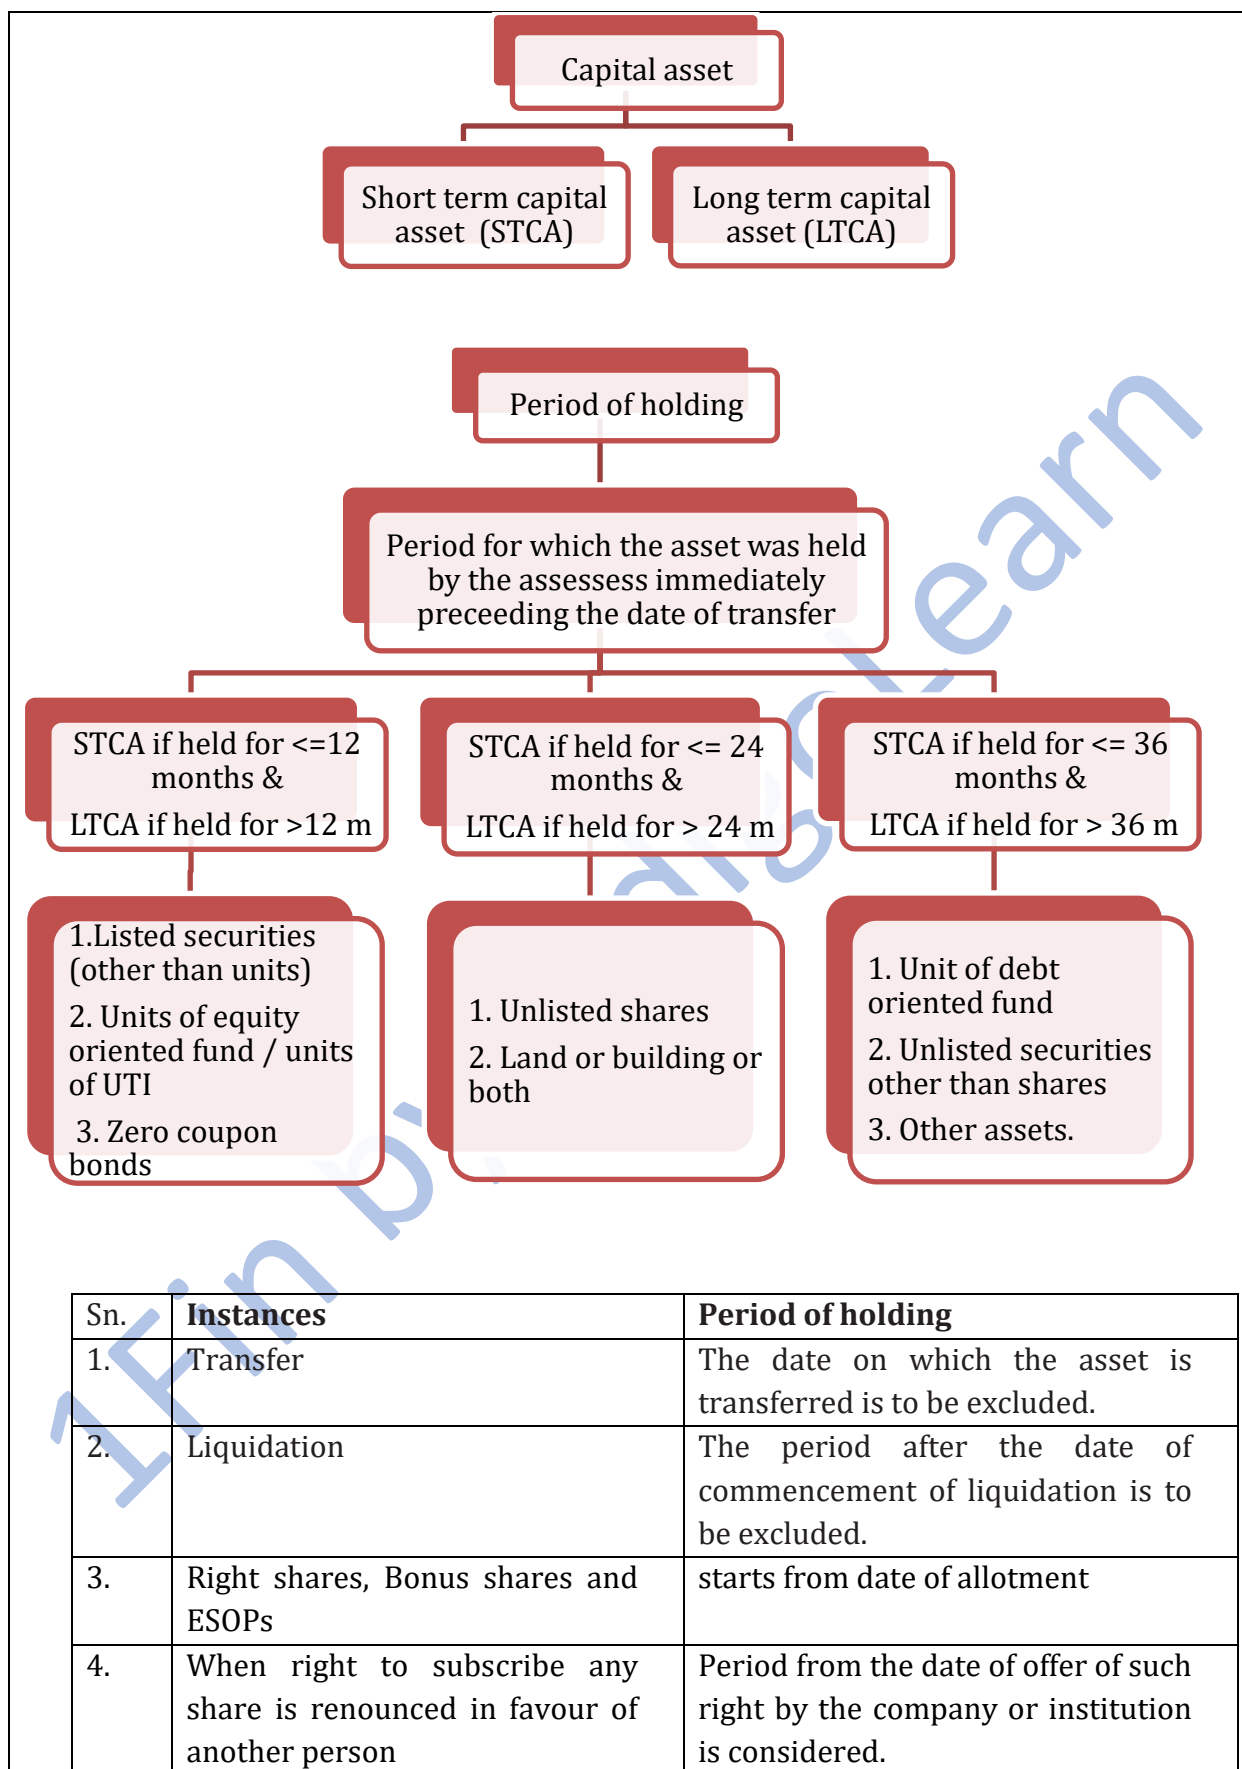 Capital asset
Short term capital
asset (STCA)
Long term capital
asset (LTCA)
Period of holding
Period for which the asset was held
by the assessess immediately
preceeding the date of transfer
STCA if held for <=12
months &
LTCA if held for >12 m
STCA if held for <= 24
months &
LTCA if held for > 24 m
STCA if held for <= 36
months &
LTCA if held for > 36 m
1.Listed securities
(other than units)
2. Units of equity
oriented fund / units
of UTI
3. Zero coupon
bonds
1. Unlisted shares
2. Land or building or
both
1. Unit of debt
oriented fund
2. Unlisted securities
other than shares
3. Other assets.
Sn. Instances Period of holding
1. Transfer The date on which the asset is
transferred is to be excluded.
2. Liquidation The period after the date of
commencement of liquidation is to
be excluded.
3. Right shares, Bonus shares and starts from date of allotment
ESOPs
4. When right to subscribe any Period from the date of offer of such
share is renounced in favour of right by the company or institution
another person is considered.
1Fin